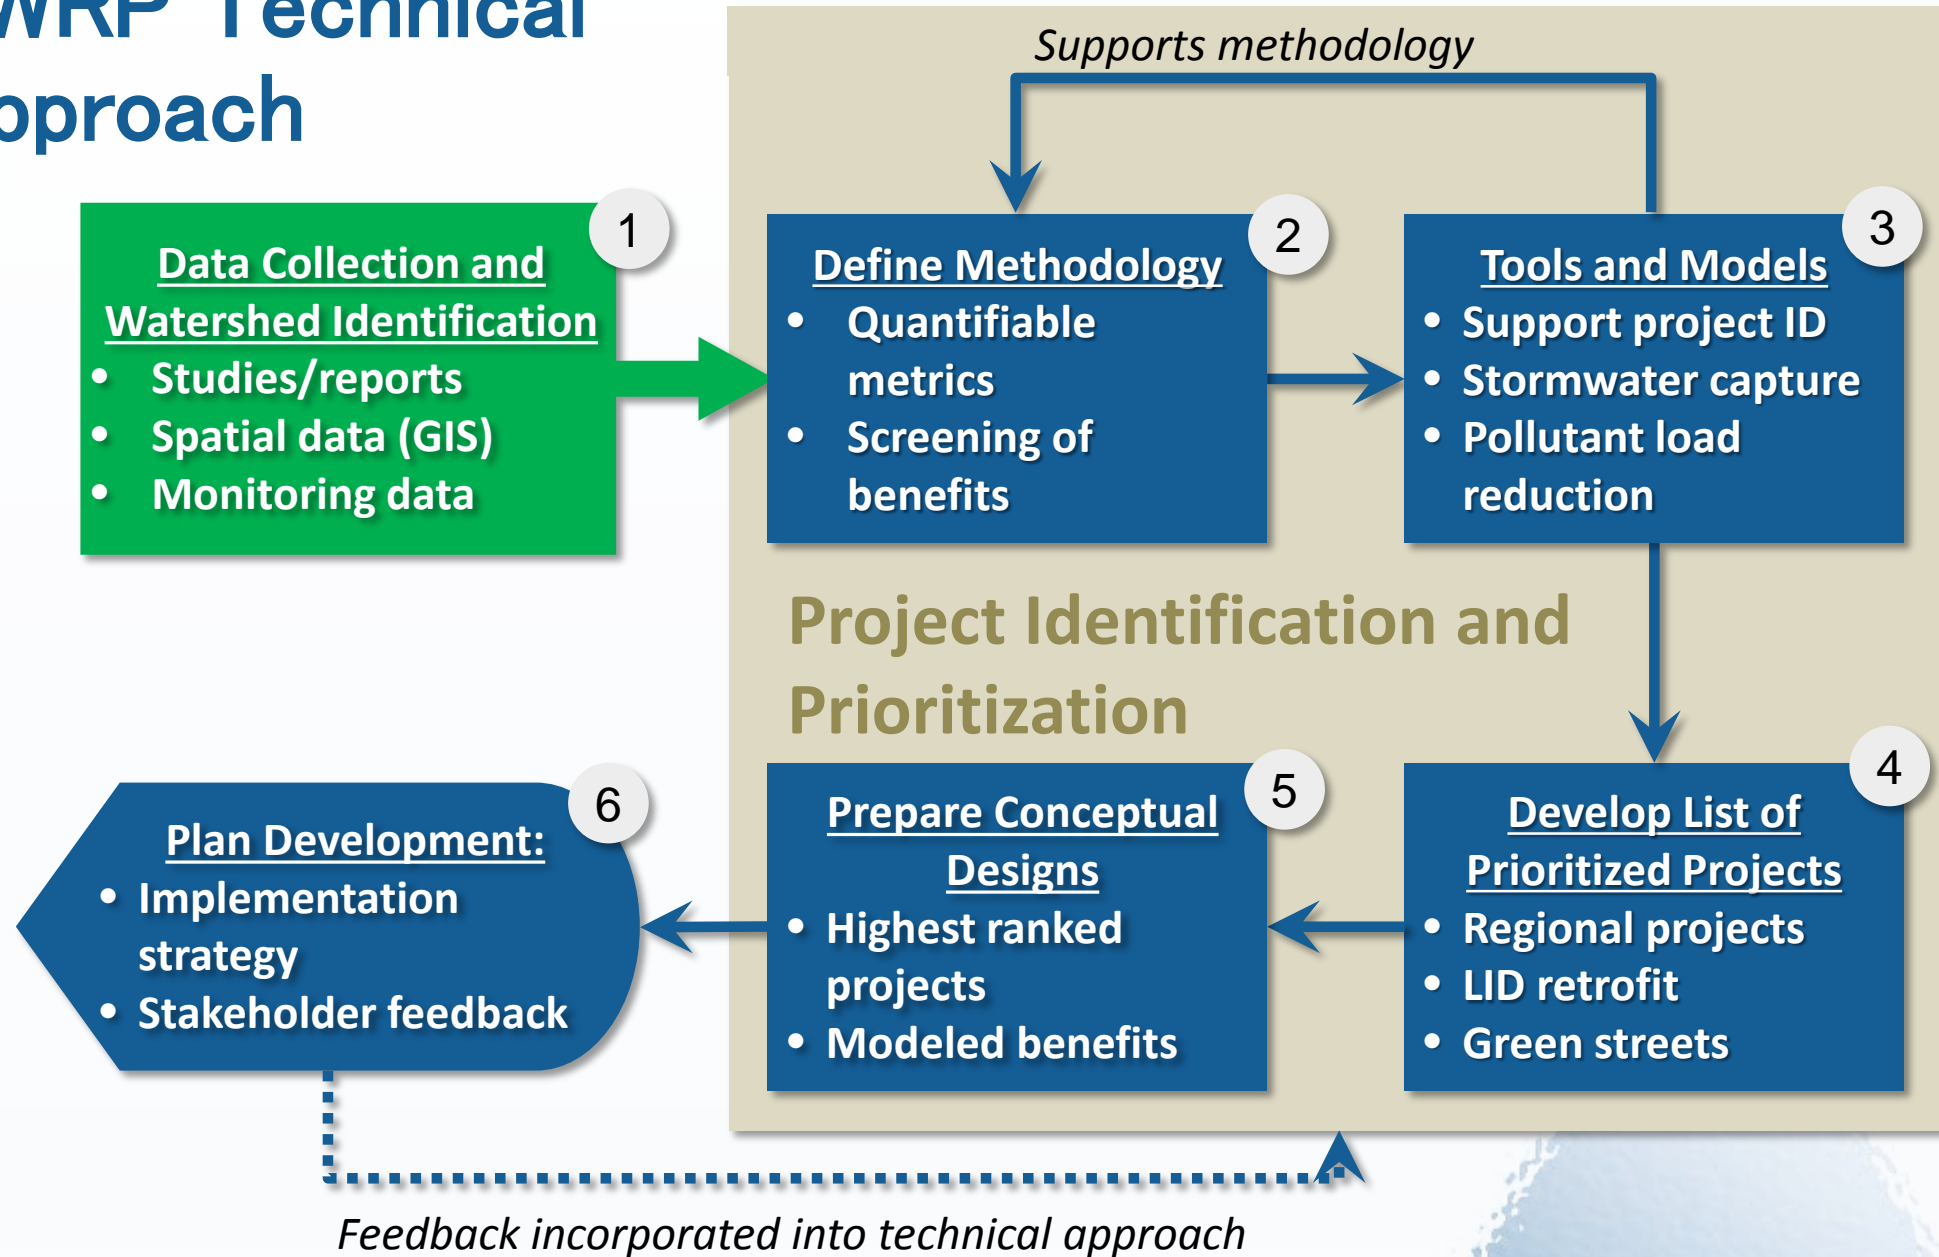 WRP Technical
pproach
Supports methodology
1
Data Collection and
Watershed Identification
• Studies/reports
• Spatial data (GIS)
• Monitoring data
2
Define Methodology
• Quantifiable
metrics
• Screening of
benefits
3
Tools and Models
• Support project ID
• Stormwater capture
• Pollutant load
reduction
Project Identification and
Prioritization
4
Develop List of
Prioritized Projects
• Regional projects
• LID retrofit
• Green streets
5
Prepare Conceptual
Designs
• Highest ranked
projects
• Modeled benefits
6
Plan Development:
• Implementation
strategy
• Stakeholder feedback
Feedback incorporated into technical approach